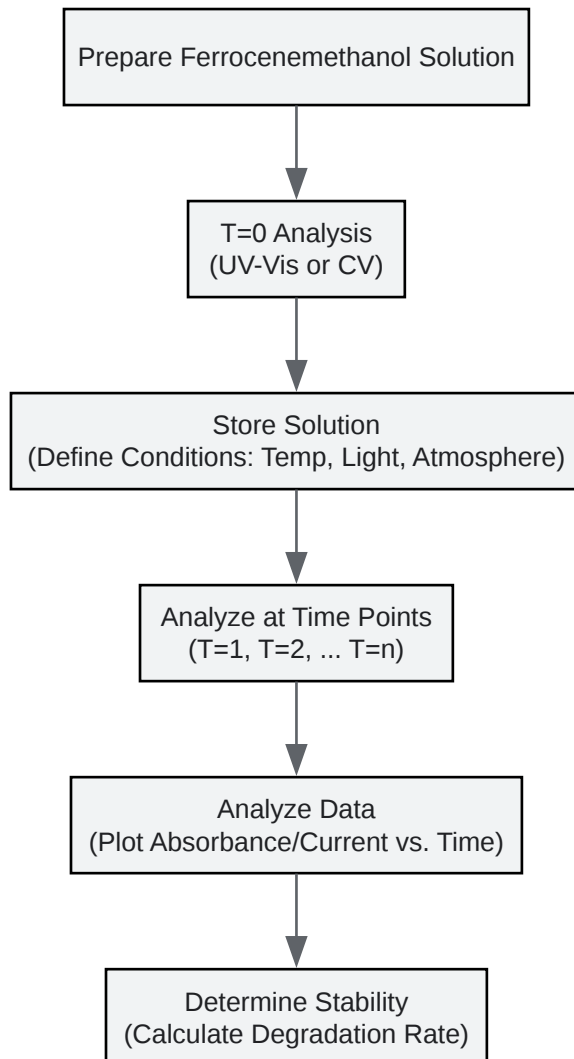 Prepare Ferrocenemethanol Solution
T=0 Analysis
(UV-Vis or CV)
Store Solution
(Define Conditions: Temp, Light, Atmosphere)
Analyze at Time Points
(T=1, T=2, ... T=n)
Analyze Data
(Plot Absorbance/Current vs. Time)
Determine Stability
(Calculate Degradation Rate)